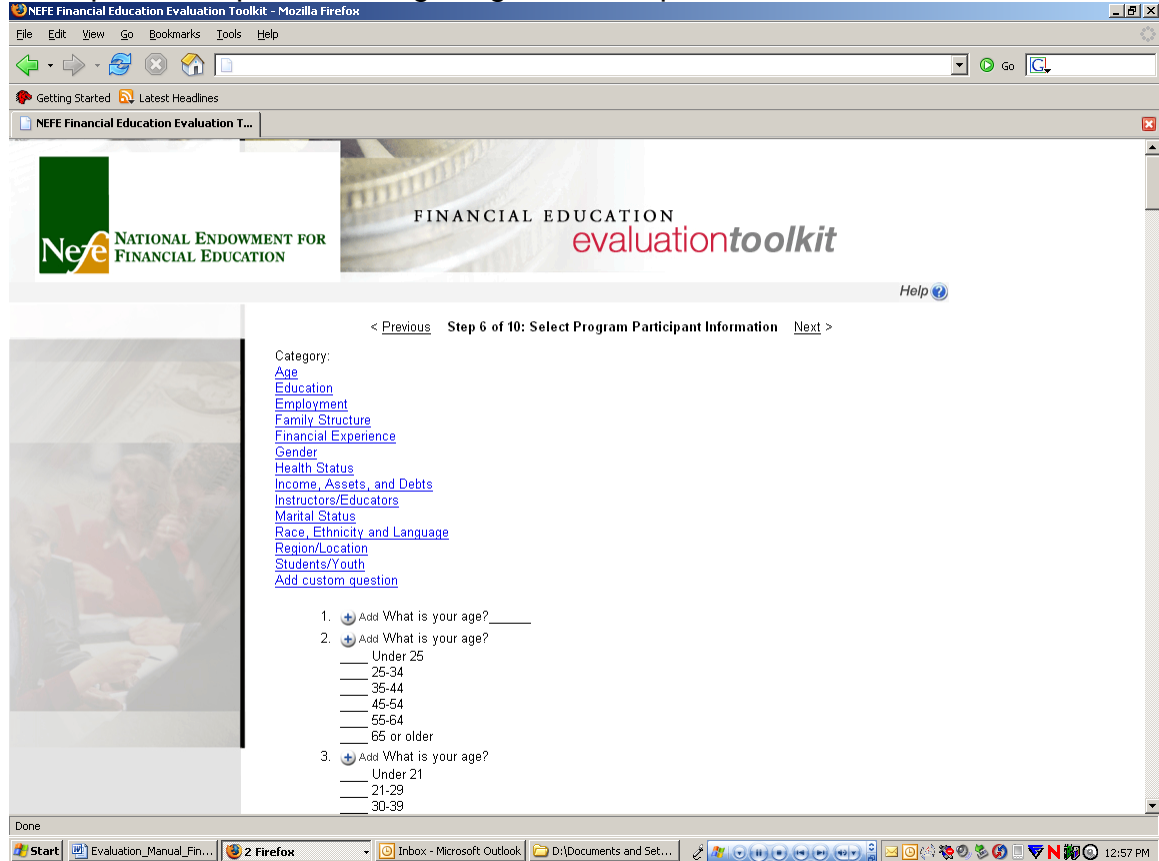 NEFE Financial Education Evaluation Toolkit - Mozilla Firefox
File Edit View Go Bookmarks Tools Help
Go
G
Getting Started Latest Headlines
NEFE Financial Education Evaluation T...
Nefe NATIONAL ENDOWMENT FOR
FINANCIAL EDUCATION
FINANCIAL EDUCATION
evaluationtoolkit
Help ?
< Previous Step 6 of 10: Select Program Participant Information Next >
Category:
Age
Education
Employment
Family Structure
Financial Experience
Gender
Health Status
Income, Assets, and Debts
Instructors/Educators
Marital Status
Race, Ethnicity and Language
Region/Location
Students/Youth
Add custom question
1. Add What is your age?______
2. Add What is your age?
____ Under 25
____ 25-34
____ 35-44
____ 45-54
____ 55-64
____ 65 or older
3. Add What is your age?
____ Under 21
____ 21-29
____ 30-39
Done
Start Evaluation_Manual_Fin... 2 Firefox Inbox - Microsoft Outlook D:\Documents and Set... 12:57 PM